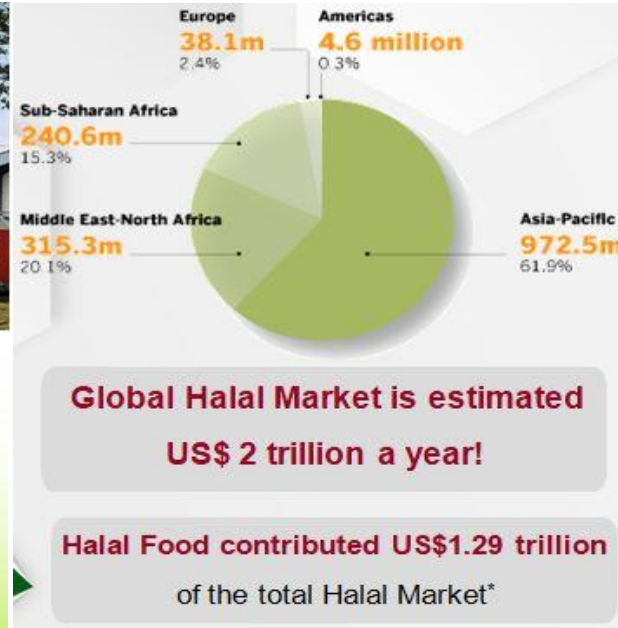 Europe
38.1m
2.4%
Americas
4.6 million
0.3%
Sub-Saharan Africa
240.6m
15.3%
Middle East-North Africa
315.3m
20.1%
Asia-Pacific
972.5m
61.9%
Global Halal Market is estimated
US$ 2 trillion a year!
Halal Food contributed US$1.29 trillion
of the total Halal Market*